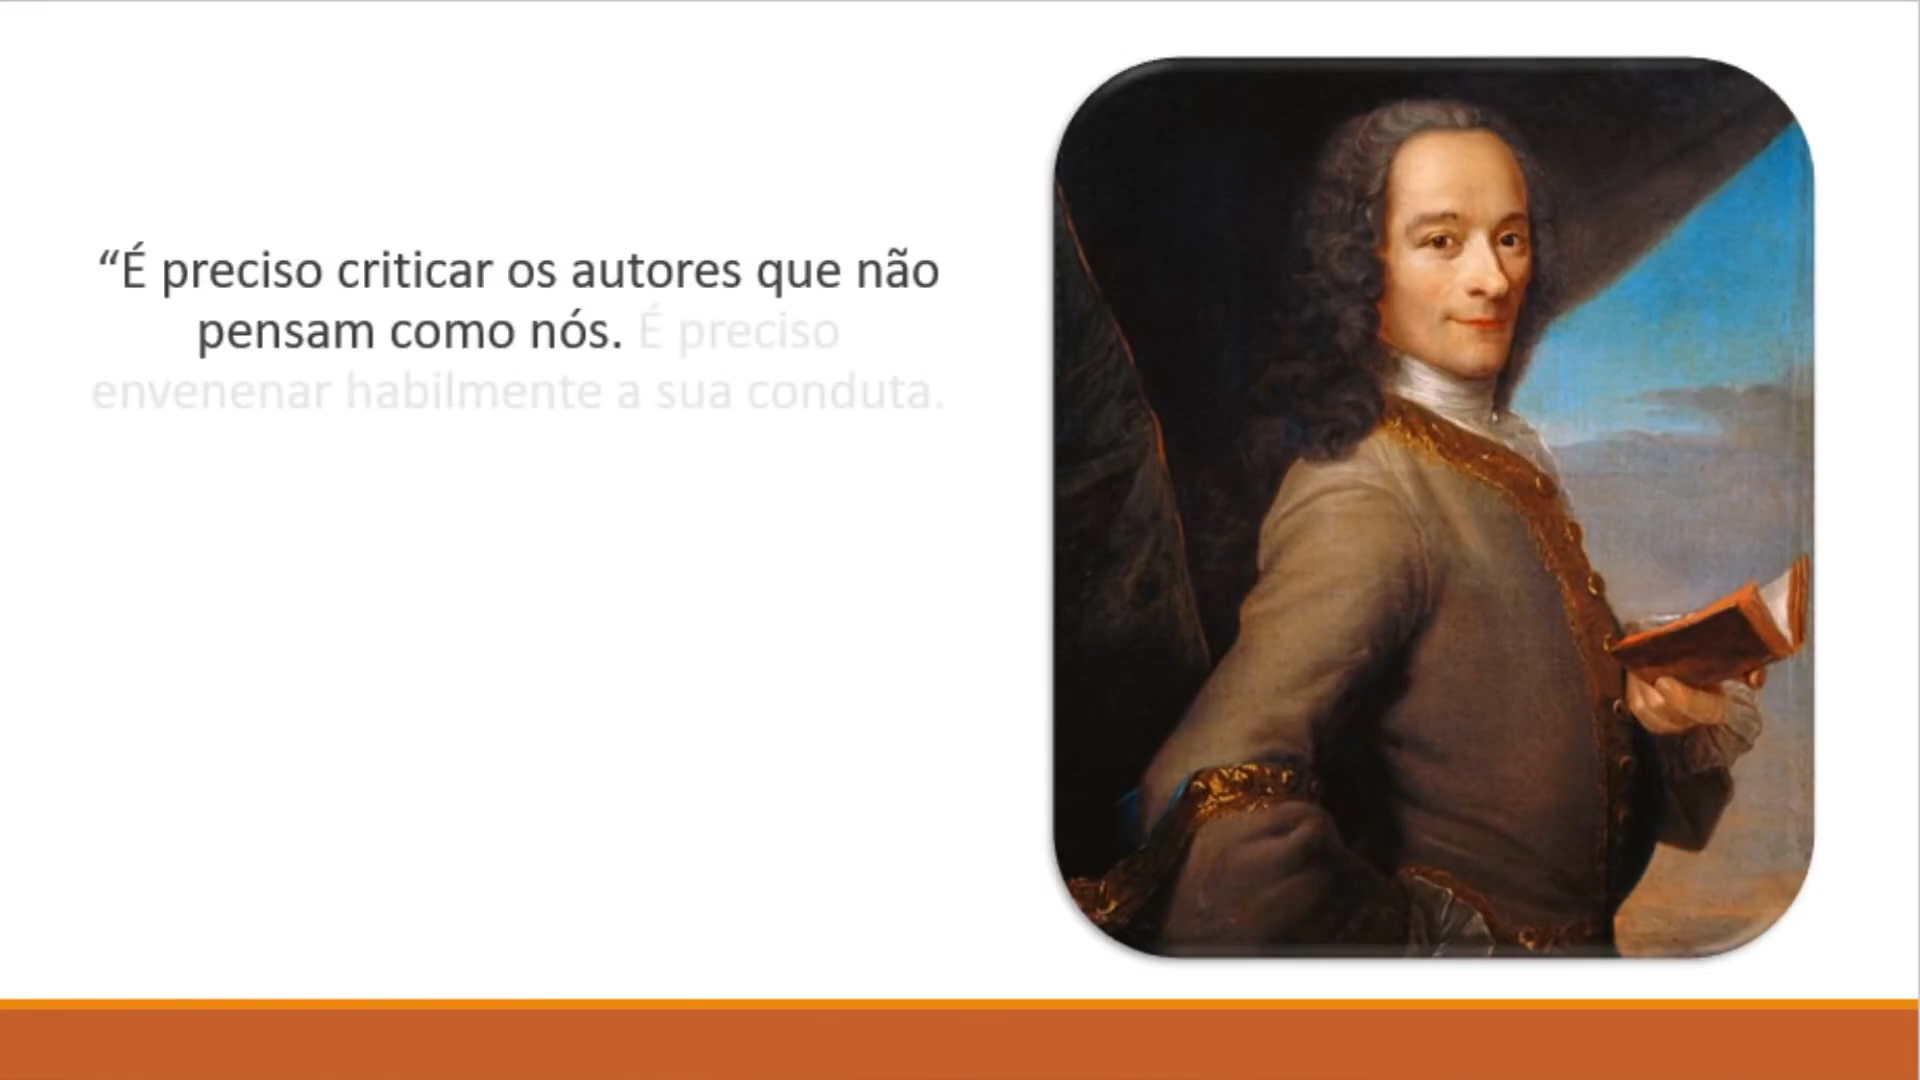 “É preciso criticar os autores que não
pensam como nós. É preciso
envenenar habilmente a sua conduta.